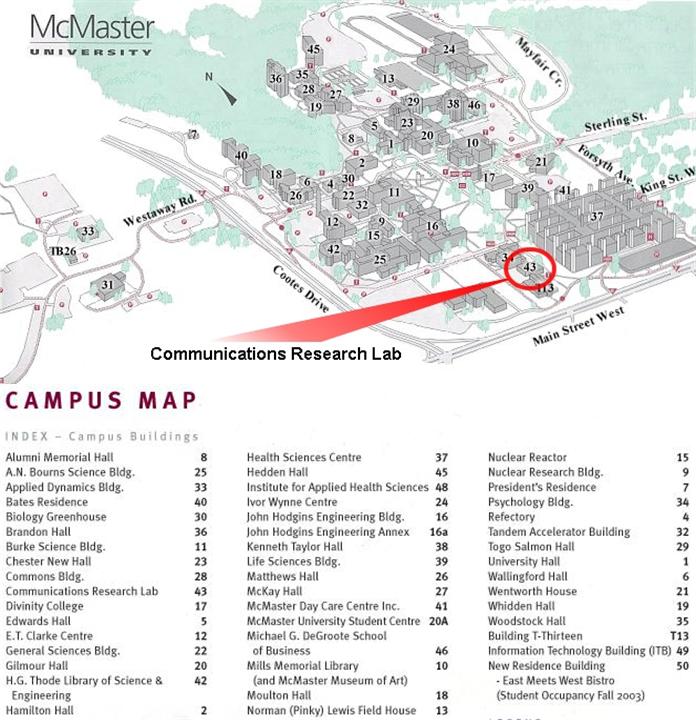 McMaster
UNIVERSITY
N
45
24
Mayfair Cr.
36
35
13
28
27
19
29
38
46
Sterling St.
5
23
20
7
8
1
10
40
2
21
Forsyth Ave.
18
6
4
30
17
King St. W
26
22
11
39
41
32
Westaway Rd.
37
12
9
16
33
15
TB26
42
25
34
43
31
T13
Cootes Drive
Main Street West
Communications Research Lab
CAMPUS MAP
INDEX – Campus Buildings
Alumni Memorial Hall 8
A.N. Bourns Science Bldg. 25
Applied Dynamics Bldg. 33
Bates Residence 40
Biology Greenhouse 30
Brandon Hall 36
Burke Science Bldg. 11
Chester New Hall 23
Commons Bldg. 28
Communications Research Lab 43
Divinity College 17
Edwards Hall 5
E.T. Clarke Centre 12
General Sciences Bldg. 22
Gilmour Hall 20
H.G. Thode Library of Science & 42
Engineering
Hamilton Hall 2
Health Sciences Centre 37
Hedden Hall 45
Institute for Applied Health Sciences 48
Ivor Wynne Centre 24
John Hodgins Engineering Bldg. 16
John Hodgins Engineering Annex 16a
Kenneth Taylor Hall 38
Life Sciences Bldg. 39
Matthews Hall 26
McKay Hall 27
McMaster Day Care Centre Inc. 41
McMaster University Student Centre 20A
Michael G. DeGroote School
of Business 46
Mills Memorial Library 10
(and McMaster Museum of Art)
Moulton Hall 18
Norman (Pinky) Lewis Field House 13
Nuclear Reactor 15
Nuclear Research Bldg. 9
President's Residence 7
Psychology Bldg. 34
Refectory 4
Tandem Accelerator Building 32
Togo Salmon Hall 29
University Hall 1
Wallingford Hall 6
Wentworth House 21
Whidden Hall 19
Woodstock Hall 35
Building T-Thirteen T13
Information Technology Building (ITB) 49
New Residence Building 50
- East Meets West Bistro
(Student Occupancy Fall 2003)